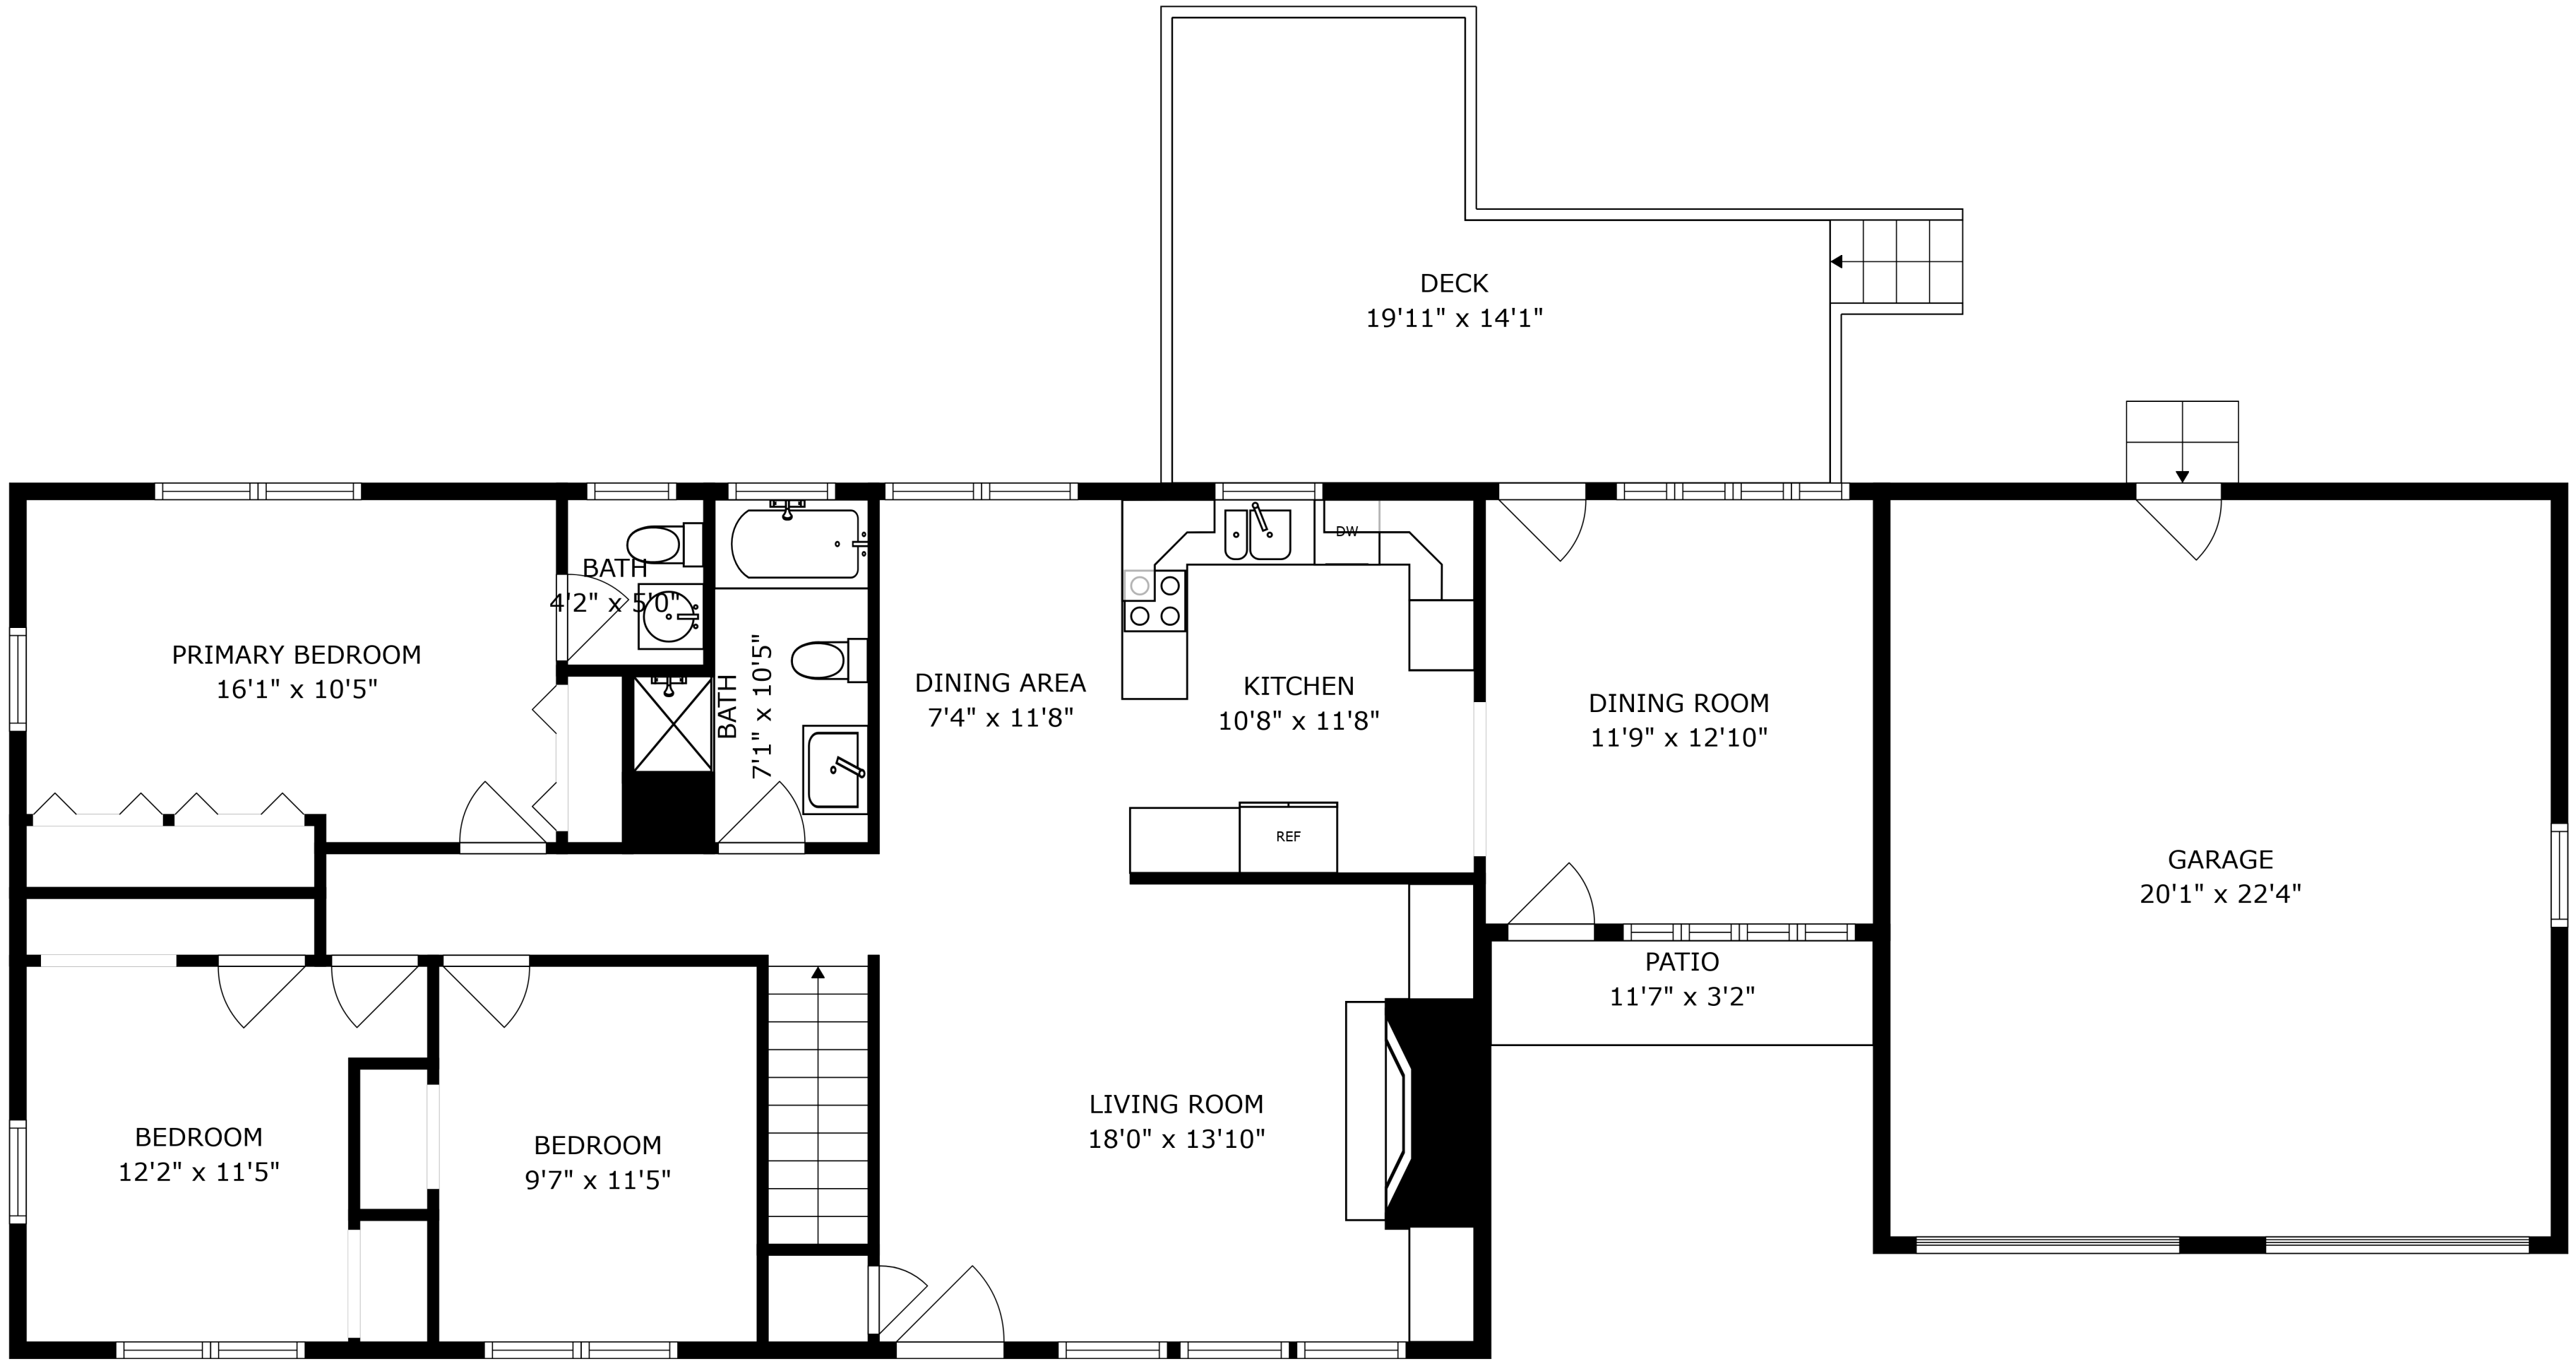 DECK
19'11" x 14'1"
BATH
4'2" x 5'0"
DW
PRIMARY BEDROOM
16'1" x 10'5"
BATH
7'1" x 10'5"
DINING AREA
7'4" x 11'8"
KITCHEN
10'8" x 11'8"
DINING ROOM
11'9" x 12'10"
REF
GARAGE
20'1" x 22'4"
PATIO
11'7" x 3'2"
BEDROOM
12'2" x 11'5"
BEDROOM
9'7" x 11'5"
LIVING ROOM
18'0" x 13'10"